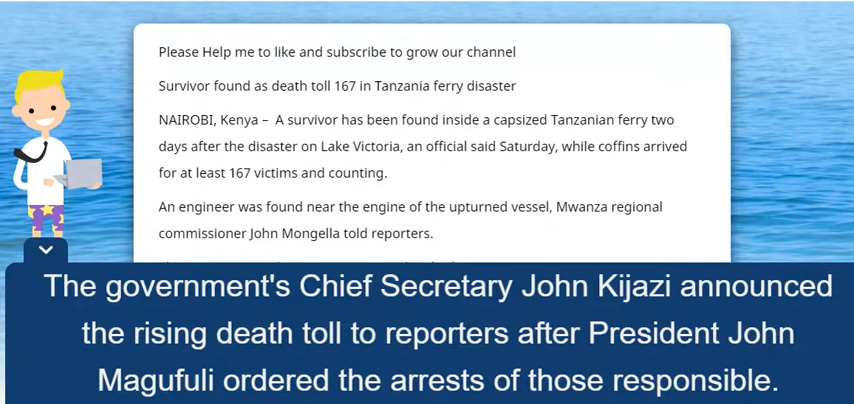 Please Help me to like and subscribe to grow our channel
Survivor found as death toll 167 in Tanzania ferry disaster
NAIROBI, Kenya – A survivor has been found inside a capsized Tanzanian ferry two
days after the disaster on Lake Victoria, an official said Saturday, while coffins arrived
for at least 167 victims and counting.
An engineer was found near the engine of the upturned vessel, Mwanza regional
commissioner John Mongella told reporters.
The government's Chief Secretary John Kijazi announced
the rising death toll to reporters after President John
Magufuli ordered the arrests of those responsible.